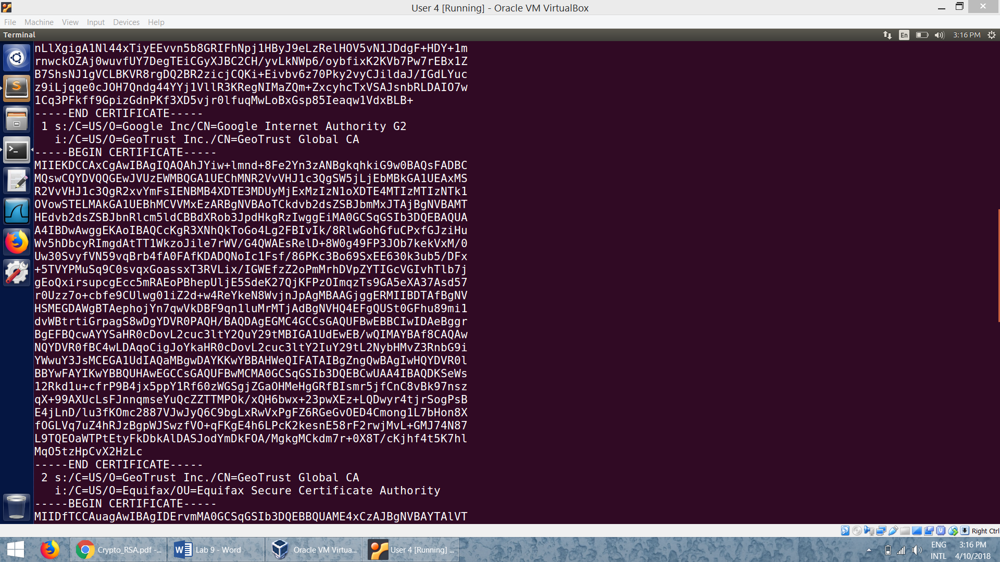 User 4 [Running] - Oracle VM VirtualBox
File Machine View Input Devices Help
Terminal
En
3:16 PM
nLlXgigA1Nl44xTiyEEvvn5b8GRIFhNpj1HByJ9eLzRelHOV5vN1JDdgF+HDY+1m
rnwckOZAj0wuvfUY7DegTEiCGyXJBC2CH/yvLkNWp6/oybfixK2KVb7Pw7rEBx1Z
B7ShsNJ1gVCLBKVR8rgDQ2BR2zicjCQKi+Eivbv6z70Pky2vyCJildaJ/IGdLYuc
z9iLjqqe0cJOH7Qndg44YYj1VllR3KRegNIMaZQm+ZxcyhcTxVSAJsnbRLDAIO7w
1Cq3PFkff9GpizGdnPKf3XD5vjr0lfuqMwLoBxGsp85Ieaqw1VdxBLB+
-----END CERTIFICATE-----
1 s:/C=US/O=Google Inc/CN=Google Internet Authority G2
i:/C=US/O=GeoTrust Inc./CN=GeoTrust Global CA
-----BEGIN CERTIFICATE-----
MIIEKDCCAxCgAwIBAgIQAQAhJYiw+lmnd+8Fe2Yn3zANBgkqhkiG9w0BAQsFADBC
MQswCQYDVQQGEwJVUzEWMBQGA1UEChMNR2VvVHJ1c3QgSW5jLjEbMBkGA1UEAxMS
R2VvVHJ1c3QgR2xvYmFsIENBMB4XDTE3MDUyMjExMzIzN1oXDTE4MTIzMTIzNTk1
OVowSTELMAkGA1UEBhMCVVMxEzARBgNVBAoTCkdvb2dsZSBJbmMxJTAjBgNVBAMT
HEdvb2dsZSBJbnRlcm5ldCBBdXRob3JpdHkgRzIwggEiMA0GCSqGSIb3DQEBAQUA
A4IBDwAwggEKAoIBAQCcKgR3XNhQkToGo4Lg2FBIvIk/8RlwGohGfuCPxfGJziHu
Wv5hDbcyRImgdAtTT1WkzoJile7rWV/G4QWAEsRelD+8W0g49FP3JOb7kekVxM/0
Uw30SvyfVN59vqBrb4fA0FAfKDADQNoIc1Fsf/86PKc3Bo69SxEE630k3ub5/DFx
+5TVYPMuSq9C0svqxGoassxT3RVLix/IGWEfzZ2oPmMrhDVpZYTIGcVGIvhTlb7j
gEoQxirsupcgEcc5mRAEoPBhepUljE5SdeK27QjKFPzOImqzTs9GA5eXA37Asd57
r0Uzz7o+cbfe9CUlwg01iZ2d+w4ReYkeN8WvjnJpAgMBAAGjggERMIIBDTAfBgNV
HSMEGDAWgBTAephojYn7qwVkDBF9qn1luMrMTjAdBgNVHQ4EFgQUSt0GFhu89mi1
dvWBtrtiGrpagS8wDgYDVR0PAQH/BAQDAgEGMC4GCCsGAQUFBwEBBCIwIDAeBggr
BgEFBQcwAYYSaHR0cDovL2cuc3ltY2QuY29tMBIGA1UdEwEB/wQIMAYBAf8CAQAw
NQYDVR0fBC4wLDAqoCigJoYkaHR0cDovL2cuc3ltY2IuY29tL2NybHMvZ3RnbG9i
YWwuY3JsMCEGA1UdIAQaMBgwDAYKKwYBBAHWeQIFATAIBgZngQwBAgIwHQYDVR0l
BBYwFAYIKwYBBQUHAwEGCCsGAQUFBwMCMA0GCSqGSIb3DQEBCwUAA4IBAQDKSeWs
12Rkd1u+cfrP9B4jx5ppY1Rf60zWGSgjZGaOHMeHgGRfBIsmr5jfCnC8vBk97nsz
qX+99AXUcLsFJnnqmseYuQcZZTTMPOk/xQH6bwx+23pwXEz+LQDwyr4tjrSogPsB
E4jLnD/lu3fKOmc2887VJwJyQ6C9bgLxRwVxPgFZ6RGeGvOED4Cmong1L7bHon8X
fOGLVq7uZ4hRJzBgpWJSwzfVO+qFKgE4h6LPcK2kesnE58rF2rwjMvL+GMJ74N87
L9TQEOaWTPtEtyFkDbkAlDASJodYmDkFOA/MgkgMCkdm7r+0X8T/cKjhf4t5K7hl
MqO5tzHpCvX2HzLc
-----END CERTIFICATE-----
2 s:/C=US/O=GeoTrust Inc./CN=GeoTrust Global CA
i:/C=US/O=Equifax/OU=Equifax Secure Certificate Authority
-----BEGIN CERTIFICATE-----
MIIDfTCCAuagAwIBAgIDErvmMA0GCSqGSIb3DQEBBQUAME4xCzAJBgNVBAYTAlVT
Right Ctrl
Crypto_RSA.pdf -...
Lab 9 - Word
Oracle VM Virtua...
User 4 [Running] ...
ENG
INTL
3:16 PM
4/10/2018